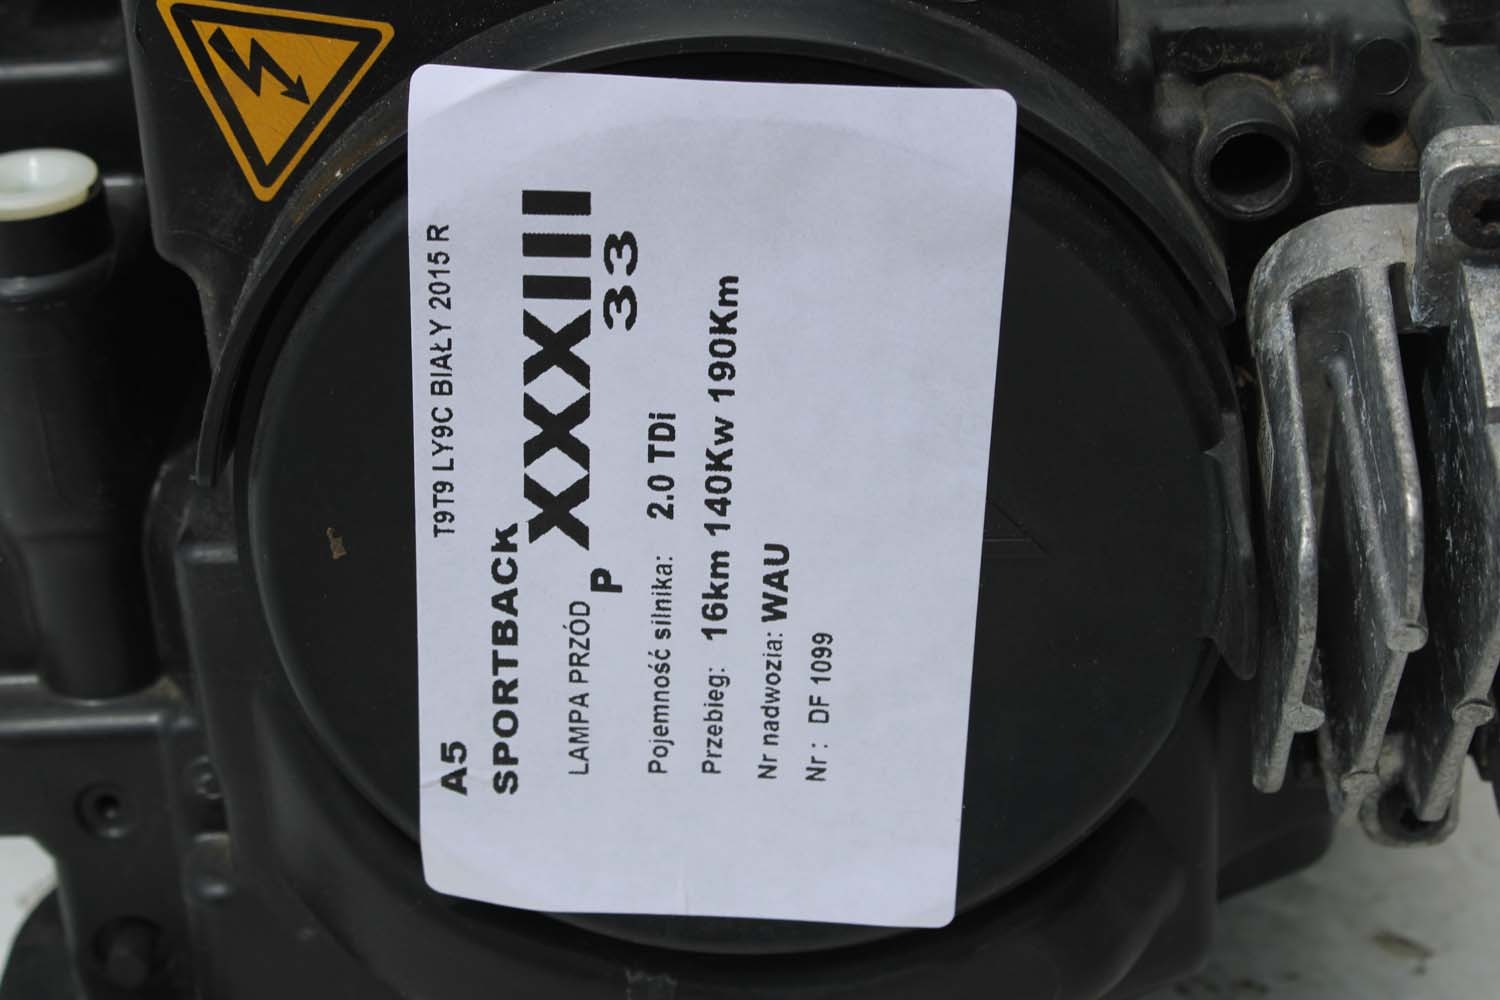 A5 T9T9 LY9C BIAŁY 2015 R
SPORTBACK
LAMPA PRZÓD XXXIII
P 33
Pojemność silnika: 2.0 TDi
Przebieg: 16km 140Kw 190Km
Nr nadwozia: WAU
Nr : DF 1099